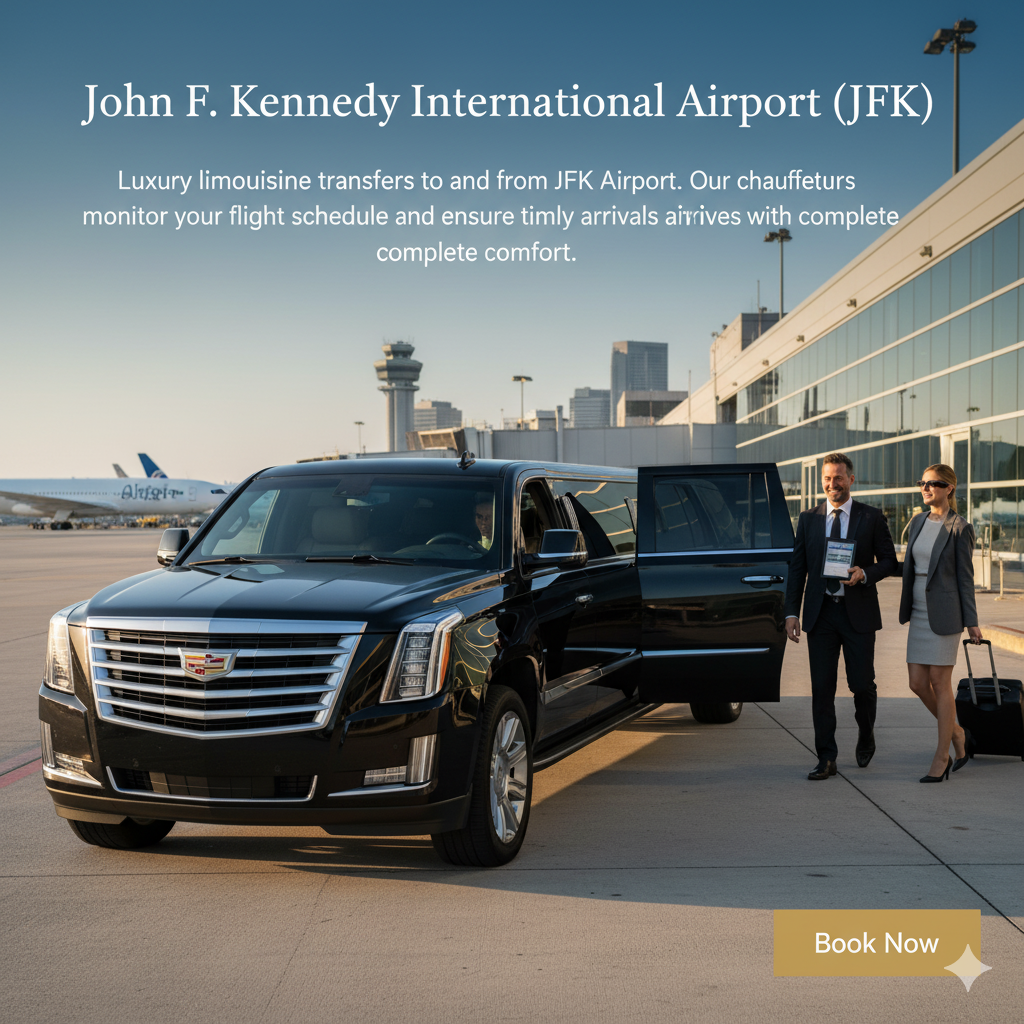 John F. Kennedy International Airport (JFK)
Luxury limouisine transfers to and from JFK Airport. Our chauffeturs
monitor your flight schedule and ensure timly arrivals airrives with complete
complete comfort.
Book Now